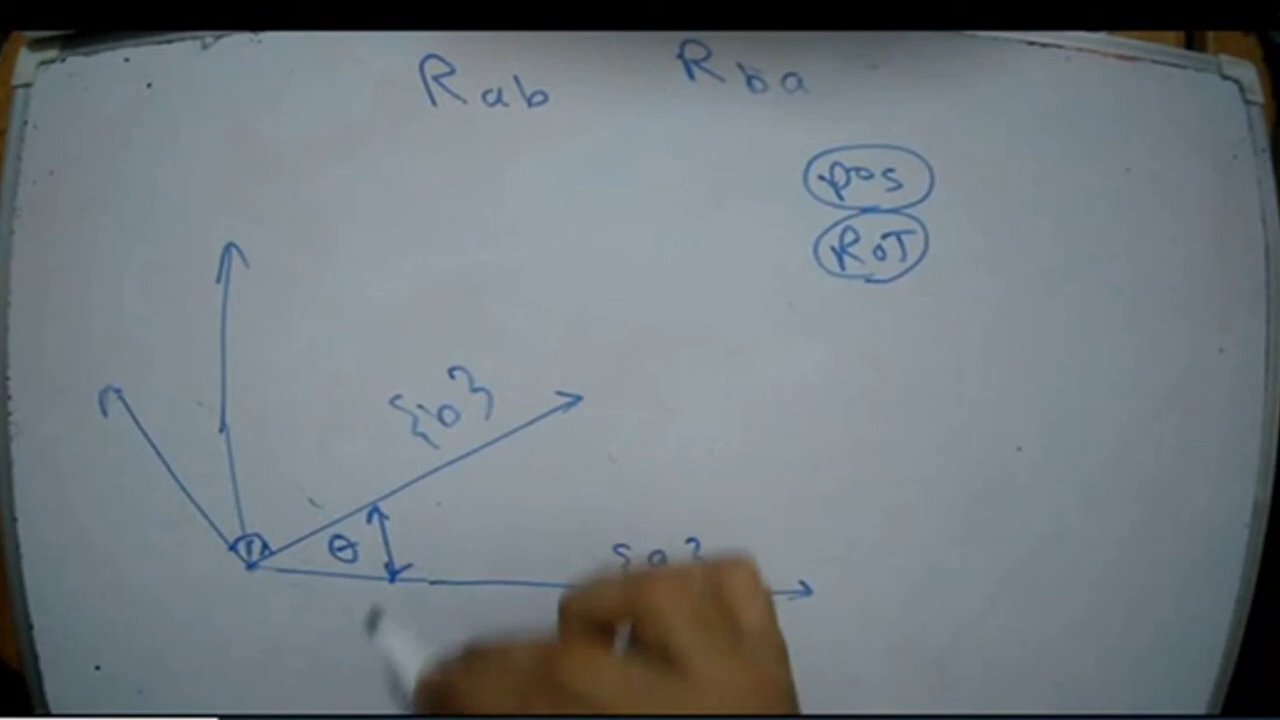 Rab Rba
pos
ROT
{b}
θ
{a}